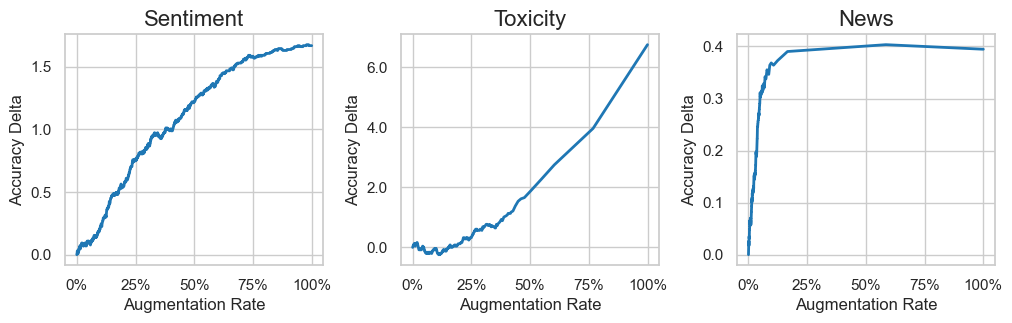 Sentiment
Accuracy Delta
1.5
1.0
0.5
0.0
0% 25% 50% 75% 100%
Augmentation Rate
Toxicity
Accuracy Delta
6.0
4.0
2.0
0.0
0% 25% 50% 75% 100%
Augmentation Rate
News
Accuracy Delta
0.4
0.3
0.2
0.1
0.0
0% 25% 50% 75% 100%
Augmentation Rate